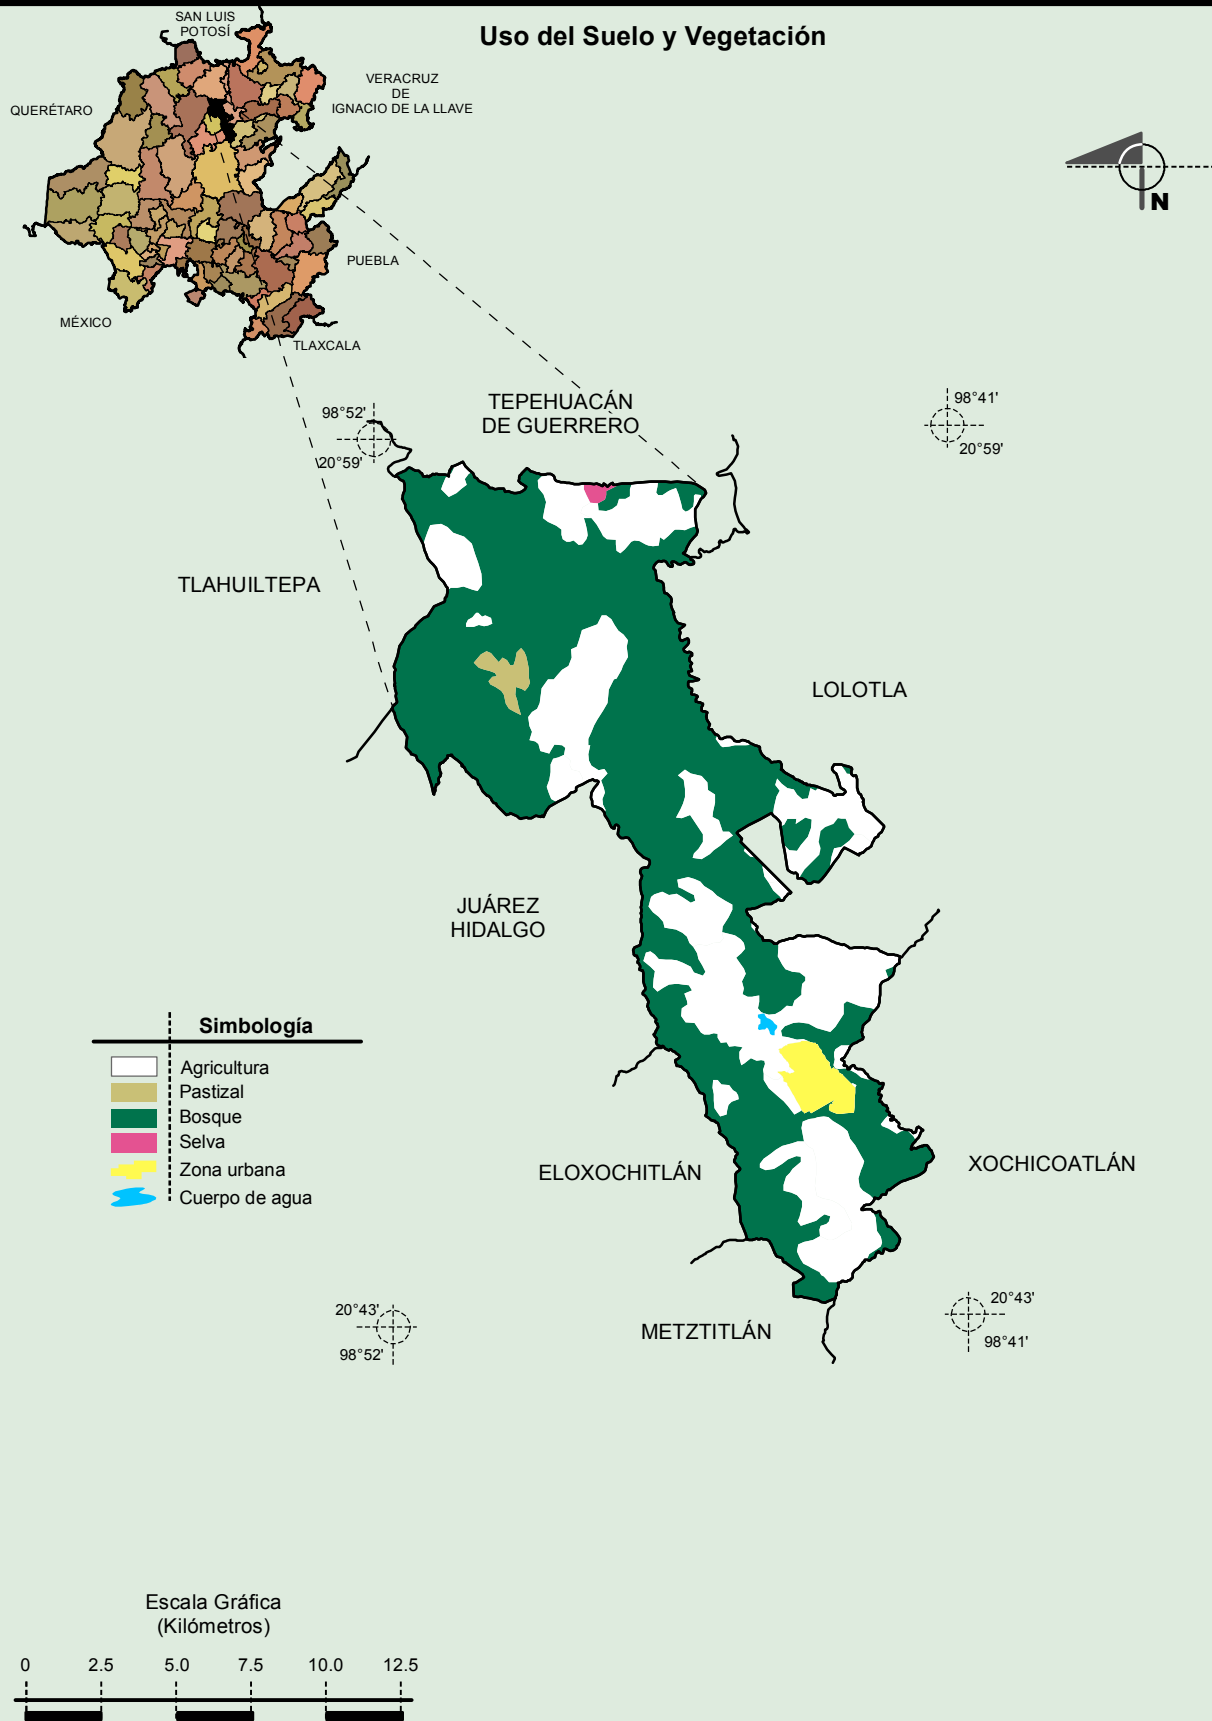 Uso del Suelo y Vegetación
SAN LUIS
POTOSÍ
VERACRUZ
DE
IGNACIO DE LA LLAVE
QUERÉTARO
PUEBLA
MÉXICO
TLAXCALA
N
TEPEHUACÁN
DE GUERRERO
98°52'
20°59'
98°41'
20°59'
TLAHUILTEPA
LOLOTLA
JUÁREZ
HIDALGO
Simbología
Agricultura
Pastizal
Bosque
Selva
Zona urbana
Cuerpo de agua
ELOXOCHITLÁN
XOCHICOATLÁN
METZTITLÁN
20°43'
98°52'
20°43'
98°41'
Escala Gráfica
(Kilómetros)
0 2.5 5.0 7.5 10.0 12.5